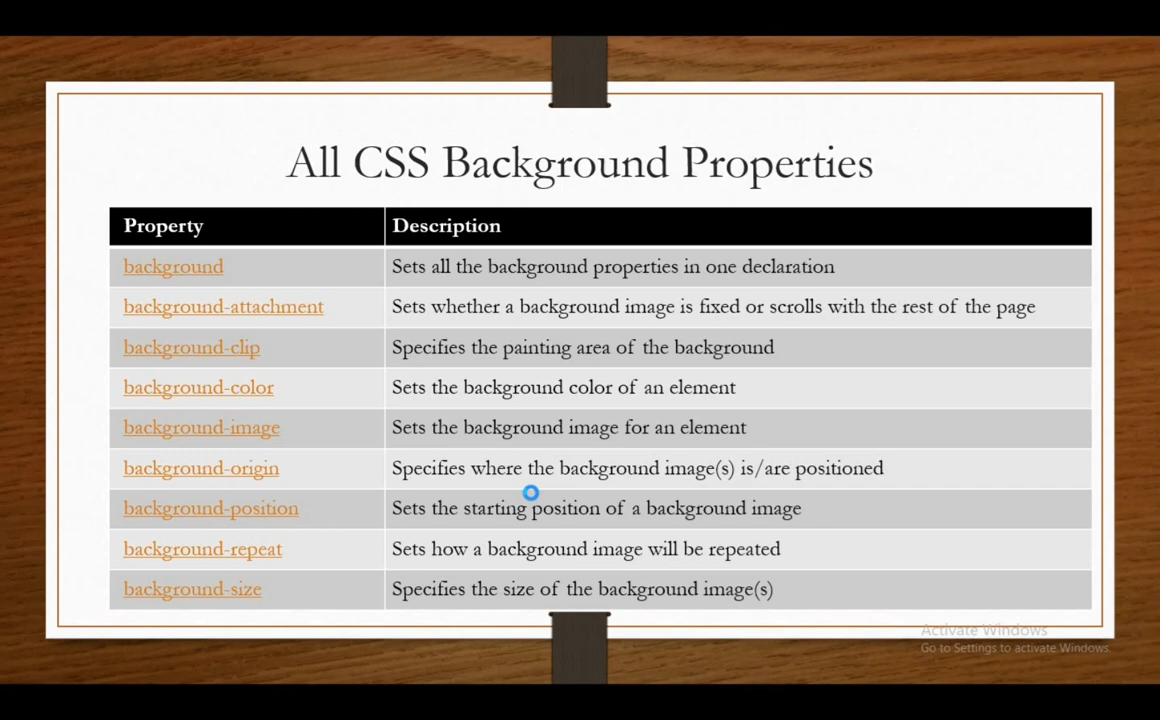 All CSS Background Properties
Property Description
background Sets all the background properties in one declaration
background-attachment Sets whether a background image is fixed or scrolls with the rest of the page
background-clip Specifies the painting area of the background
background-color Sets the background color of an element
background-image Sets the background image for an element
background-origin Specifies where the background image(s) is/are positioned
background-position Sets the starting position of a background image
background-repeat Sets how a background image will be repeated
background-size Specifies the size of the background image(s)
Activate Windows
Go to Settings to activate Windows.